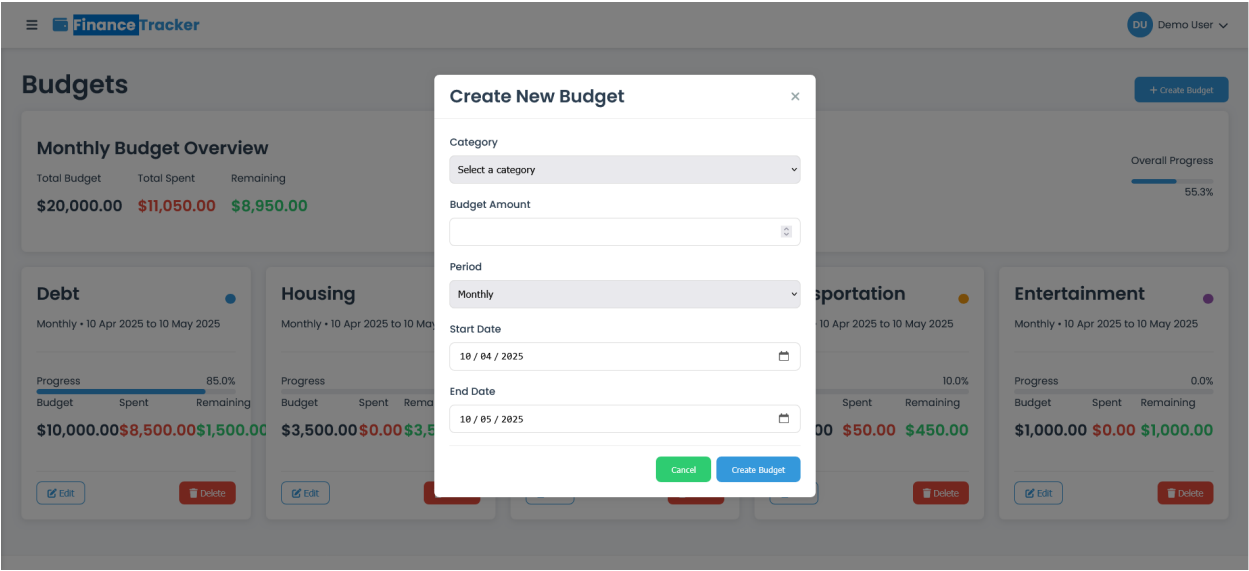 FinanceTracker
DU Demo User
Budgets
+ Create Budget
Monthly Budget Overview
Total Budget Total Spent Remaining
$20,000.00 $11,050.00 $8,950.00
Overall Progress
55.3%
Create New Budget
×
Category
Select a category
Budget Amount
Period
Monthly
Start Date
10/04/2025
End Date
10/05/2025
Cancel Create Budget
Debt
Monthly • 10 Apr 2025 to 10 May 2025
Progress 85.0%
Budget Spent Remaining
$10,000.00 $8,500.00 $1,500.00
Edit Delete
Housing
Monthly • 10 Apr 2025 to 10 May
Progress
Budget Spent Rema
$3,500.00 $0.00 $3,5
Edit
sportation
10 Apr 2025 to 10 May 2025
10.0%
Spent Remaining
00 $50.00 $450.00
Delete
Entertainment
Monthly • 10 Apr 2025 to 10 May 2025
Progress 0.0%
Budget Spent Remaining
$1,000.00 $0.00 $1,000.00
Edit Delete